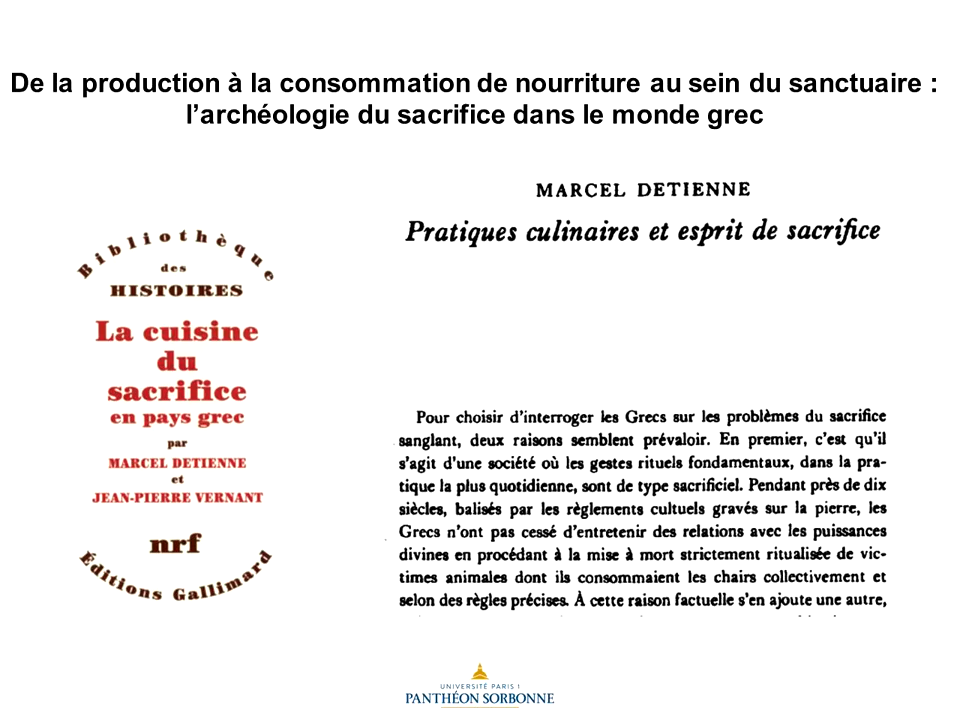 De la production à la consommation de nourriture au sein du sanctuaire :
l’archéologie du sacrifice dans le monde grec
Bibliothèque
des
HISTOIRES
La cuisine
du
sacrifice
en pays grec
par
MARCEL DETIENNE
et
JEAN-PIERRE VERNANT
nrf
Éditions Gallimard
MARCEL DETIENNE
Pratiques culinaires et esprit de sacrifice
Pour choisir d'interroger les Grecs sur les problèmes du sacrifice
sanglant, deux raisons semblent prévaloir. En premier, c'est qu'il
s'agit d'une société où les gestes rituels fondamentaux, dans la pra-
tique la plus quotidienne, sont de type sacrificiel. Pendant près de dix
siècles, balisés par les règlements cultuels gravés sur la pierre, les
Grecs n'ont pas cessé d'entretenir des relations avec les puissances
divines en procédant à la mise à mort strictement ritualisée de vic-
times animales dont ils consommaient les chairs collectivement et
selon des règles précises. À cette raison factuelle s'en ajoute une autre,
UNIVERSITÉ PARIS 1
PANTHÉON SORBONNE